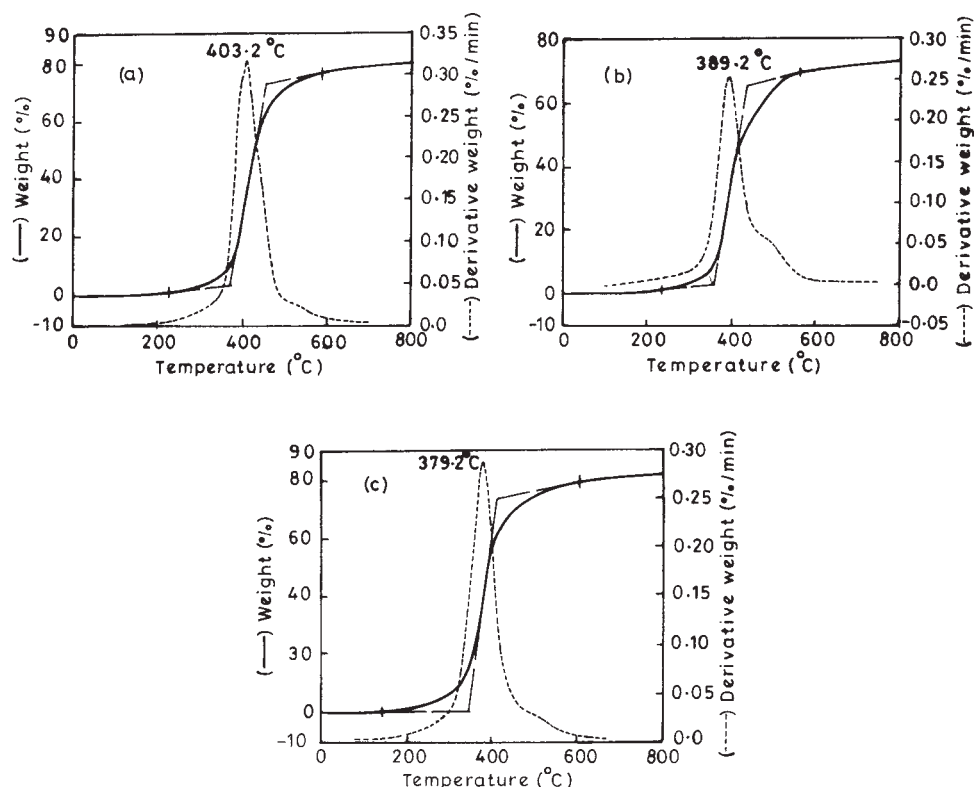 403·2 °C
(a)
90
80
60
40
20
0
-10
(—) Weight (%)
0.35
0.30
0.25
0.20
0.15
0.10
0.05
0.0
(----) Derivative weight (%/min)
0 200 400 600 800
Temperature (°C)
389·2 °C
(b)
80
60
40
20
0
-10
(—) Weight (%)
0.30
0.25
0.20
0.15
0.10
0.05
0.0
-0.05
(----) Derivative weight (%/min)
0 200 400 600 800
Temperature (°C)
379·2°C
(c)
90
80
60
40
30
0
-10
(—) Weight (%)
0.30
0.25
0.20
0.15
0.10
0.05
0.0
(----) Derivative weight (%/min)
0 200 400 600 800
Temperature (°C)